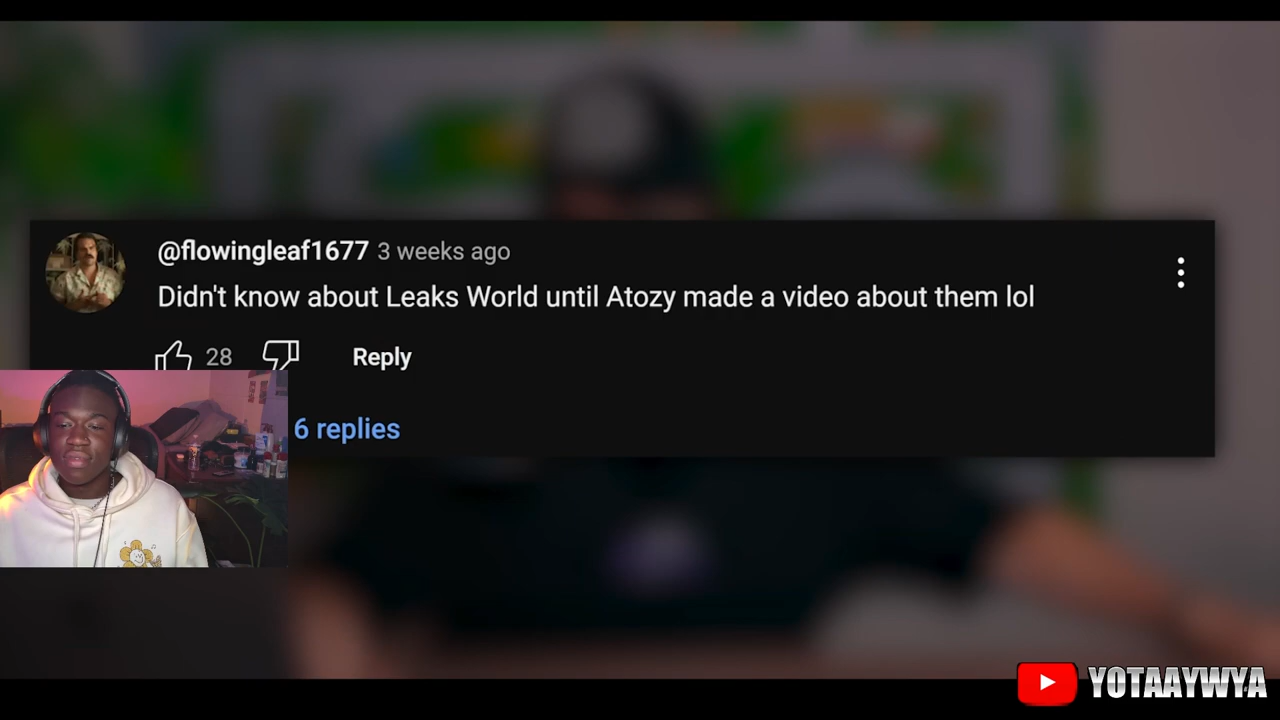 @flowingleaf1677 3 weeks ago
Didn't know about Leaks World until Atozy made a video about them lol
28 Reply
6 replies
YOTAAYWYA